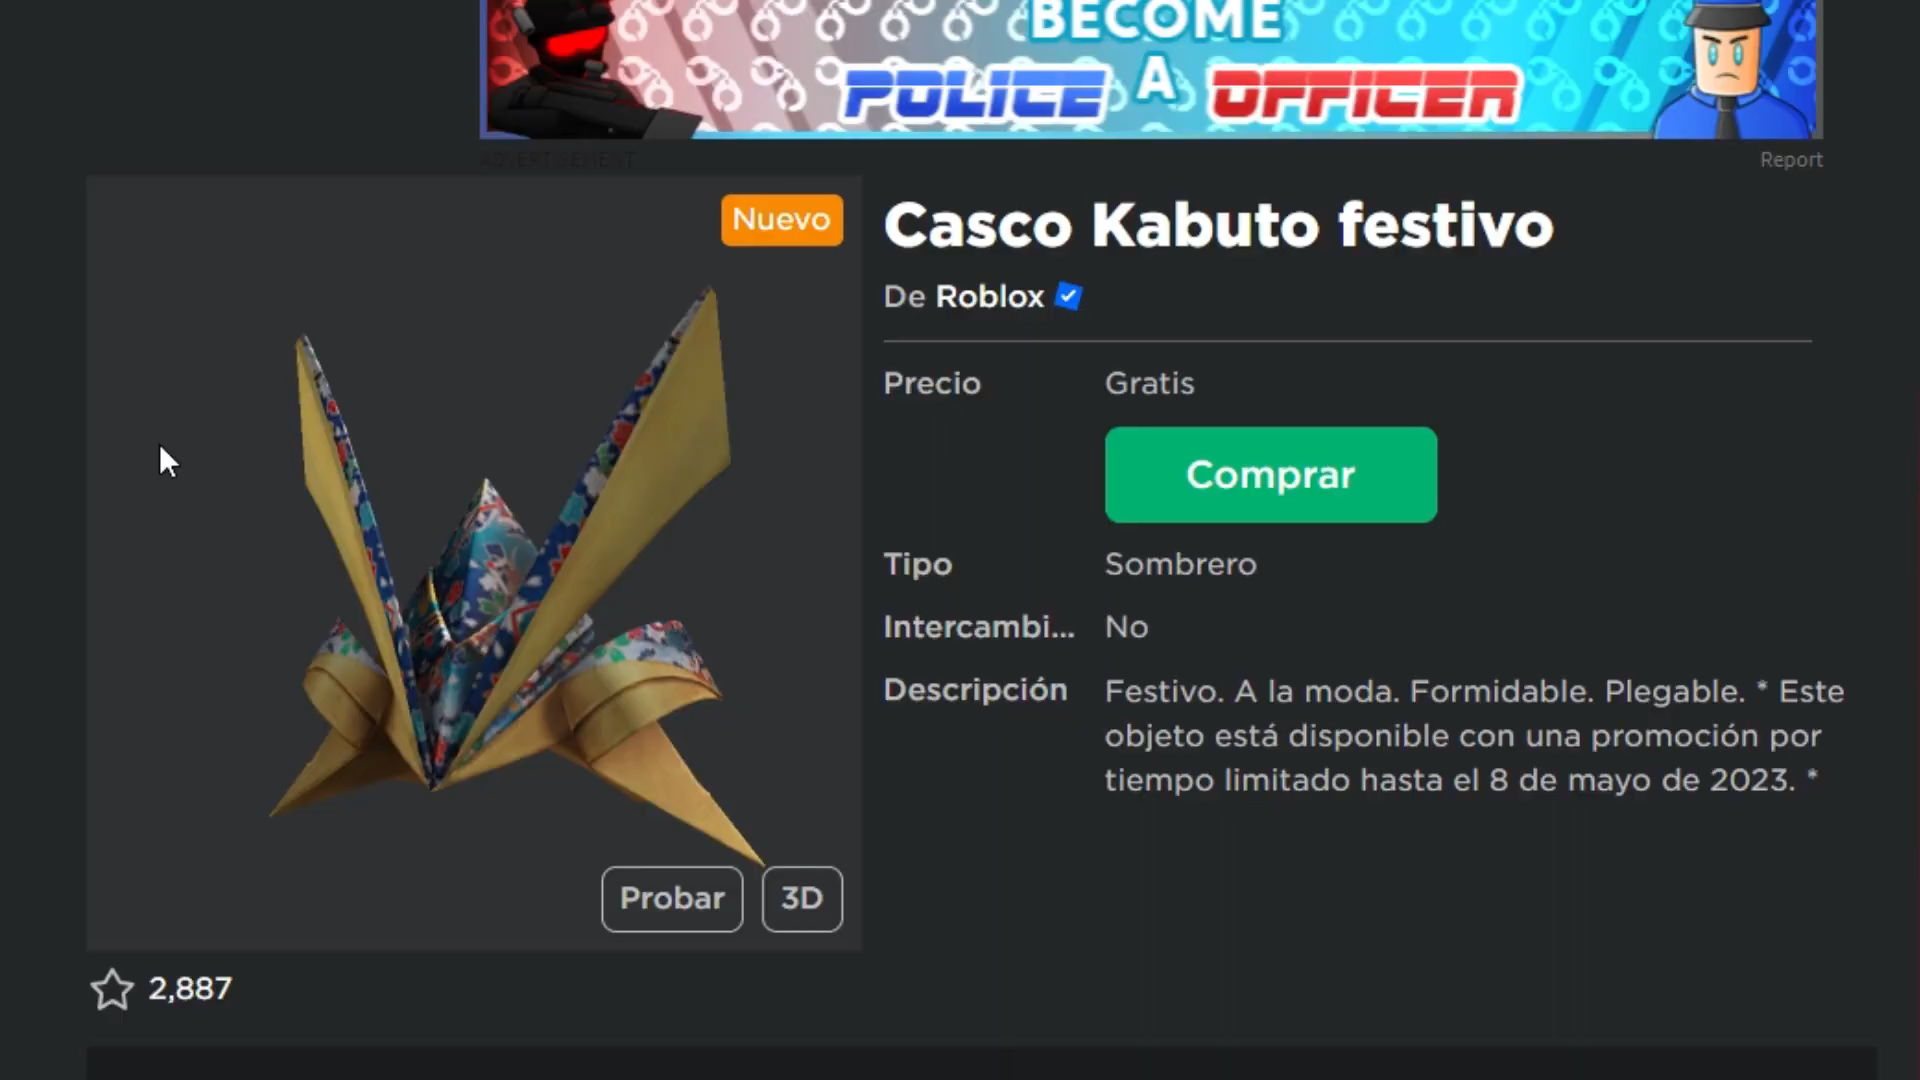 BECOME
POLICE A OFFICER
ADVERTISEMENT
Report
Nuevo
Casco Kabuto festivo
De Roblox
Precio Gratis
Comprar
Tipo Sombrero
Intercambi... No
Descripción Festivo. A la moda. Formidable. Plegable. * Este
objeto está disponible con una promoción por
tiempo limitado hasta el 8 de mayo de 2023. *
Probar 3D
2,887